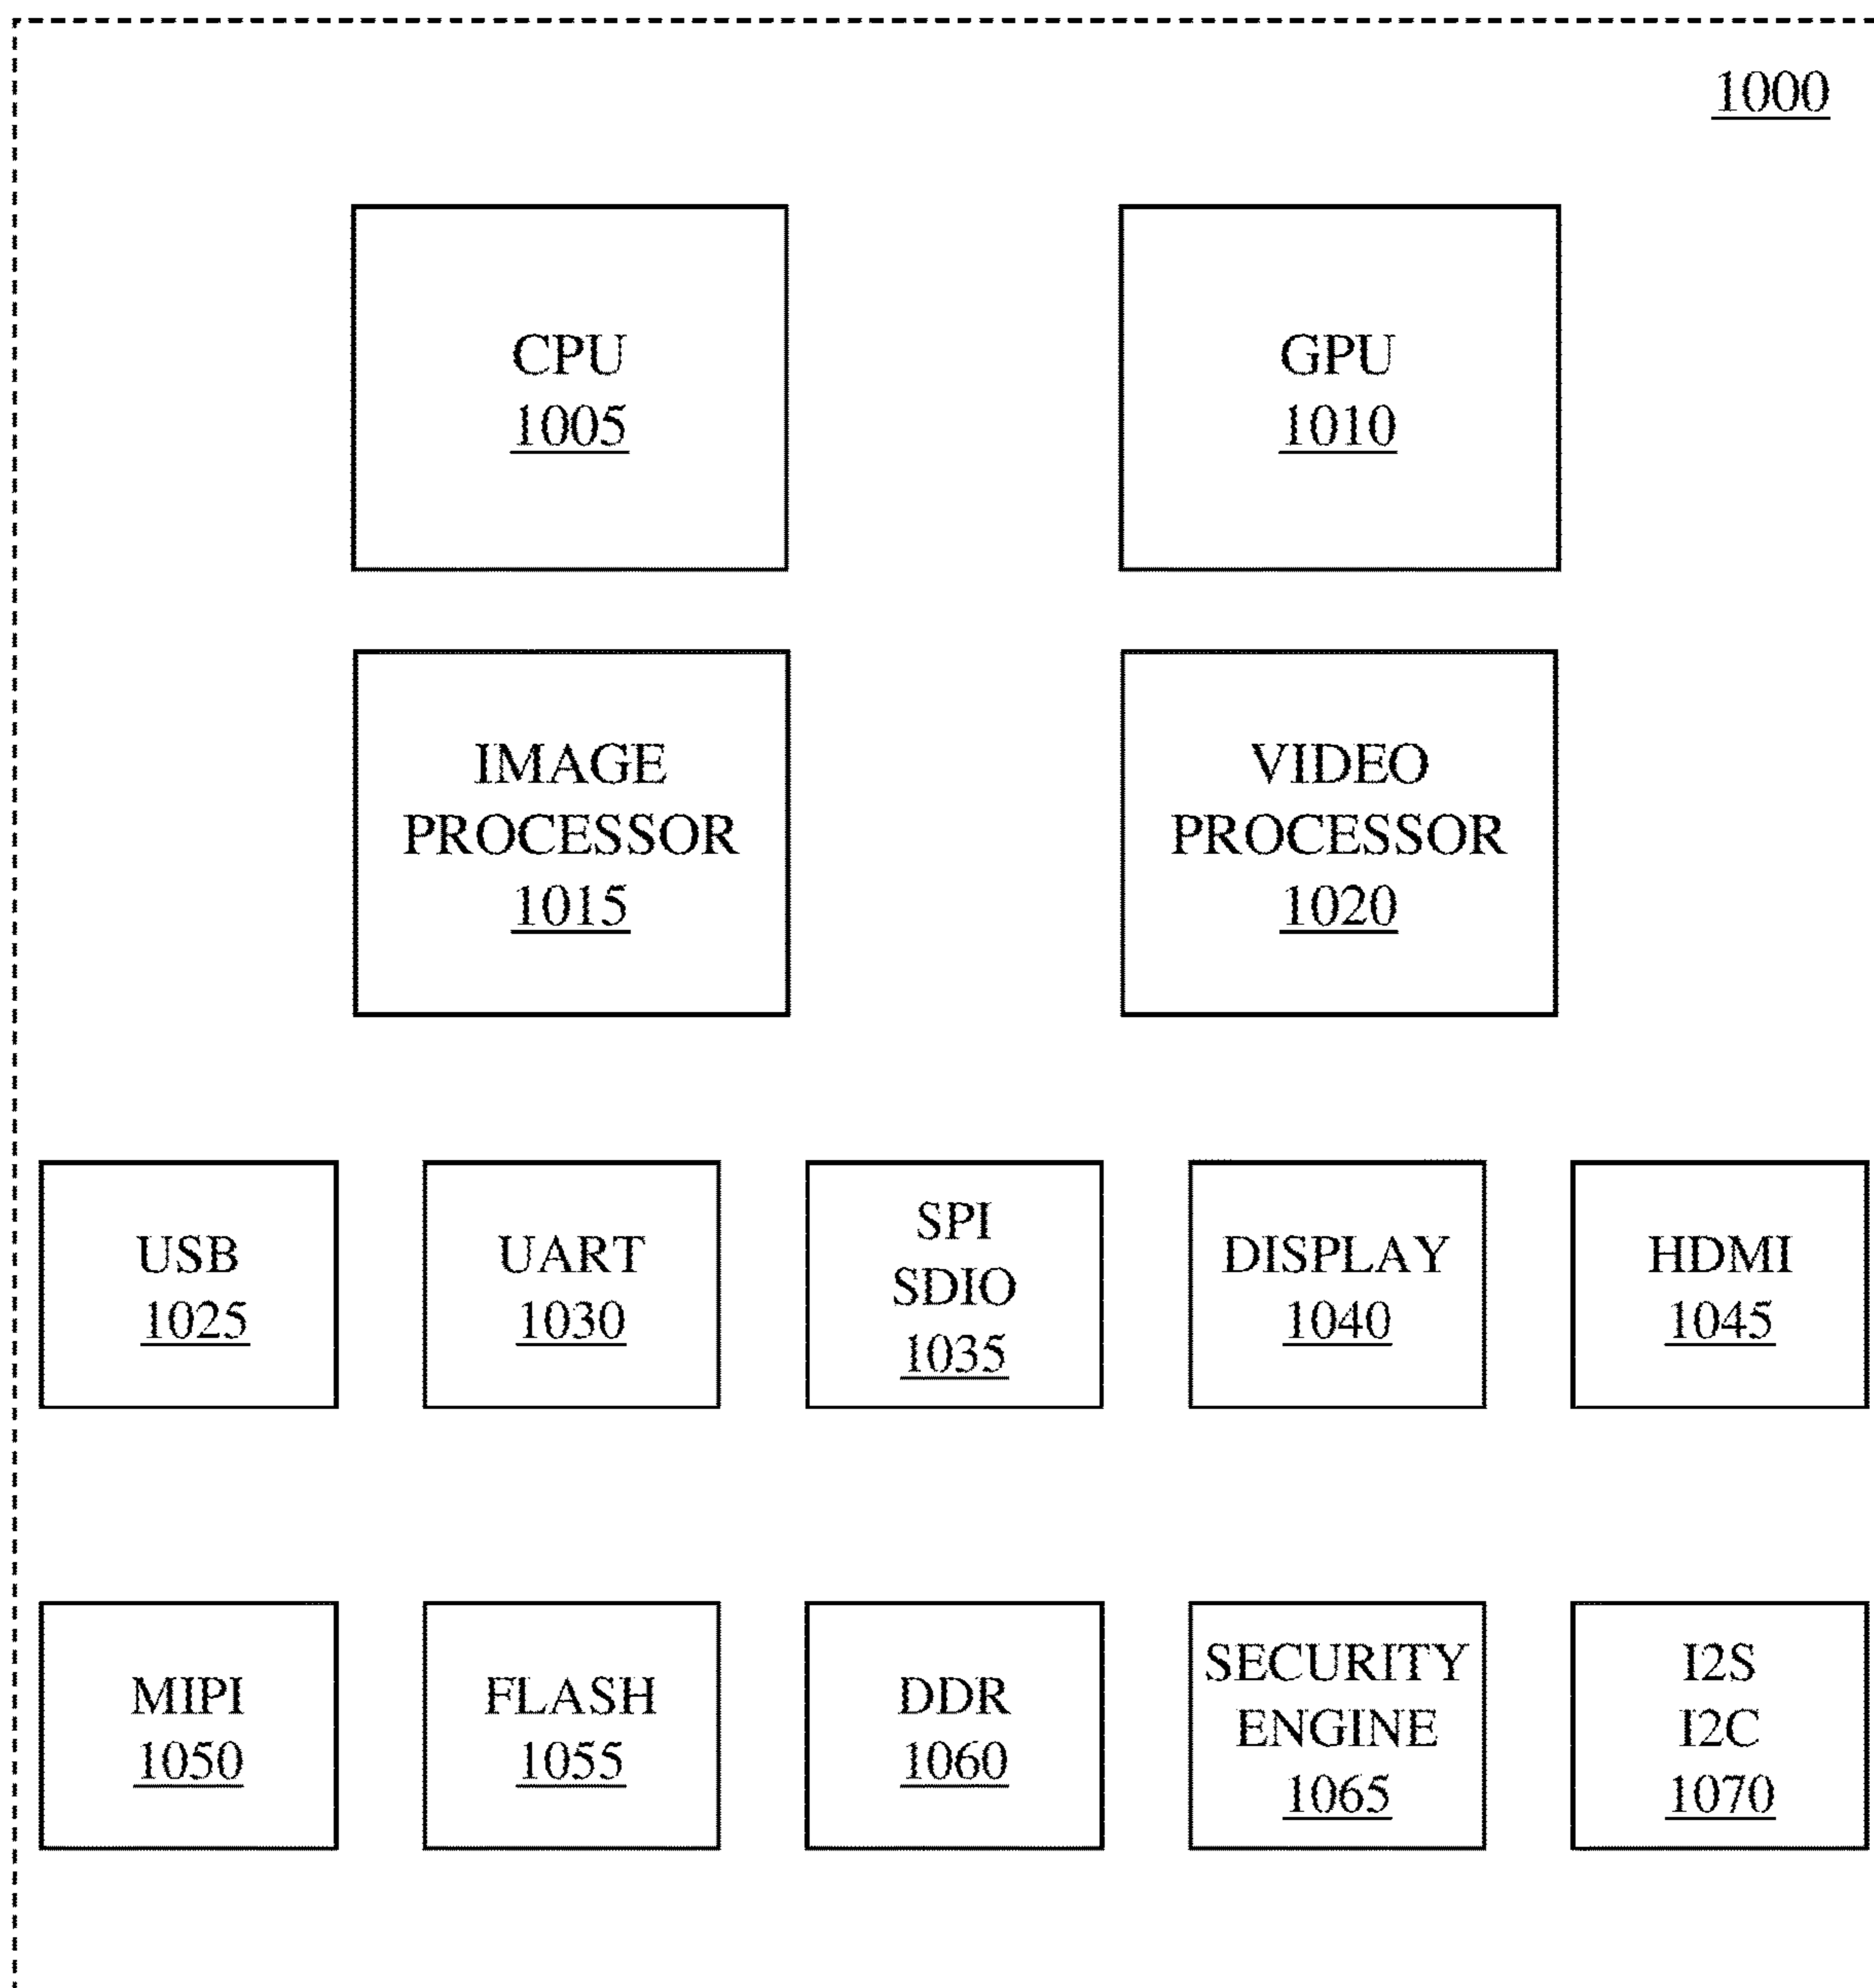 1000
CPU
1005
GPU
1010
IMAGE
PROCESSOR
1015
VIDEO
PROCESSOR
1020
USB
1025
UART
1030
SPI
SDIO
1035
DISPLAY
1040
HDMI
1045
MIPI
1050
FLASH
1055
DDR
1060
SECURITY
ENGINE
1065
I2S
I2C
1070